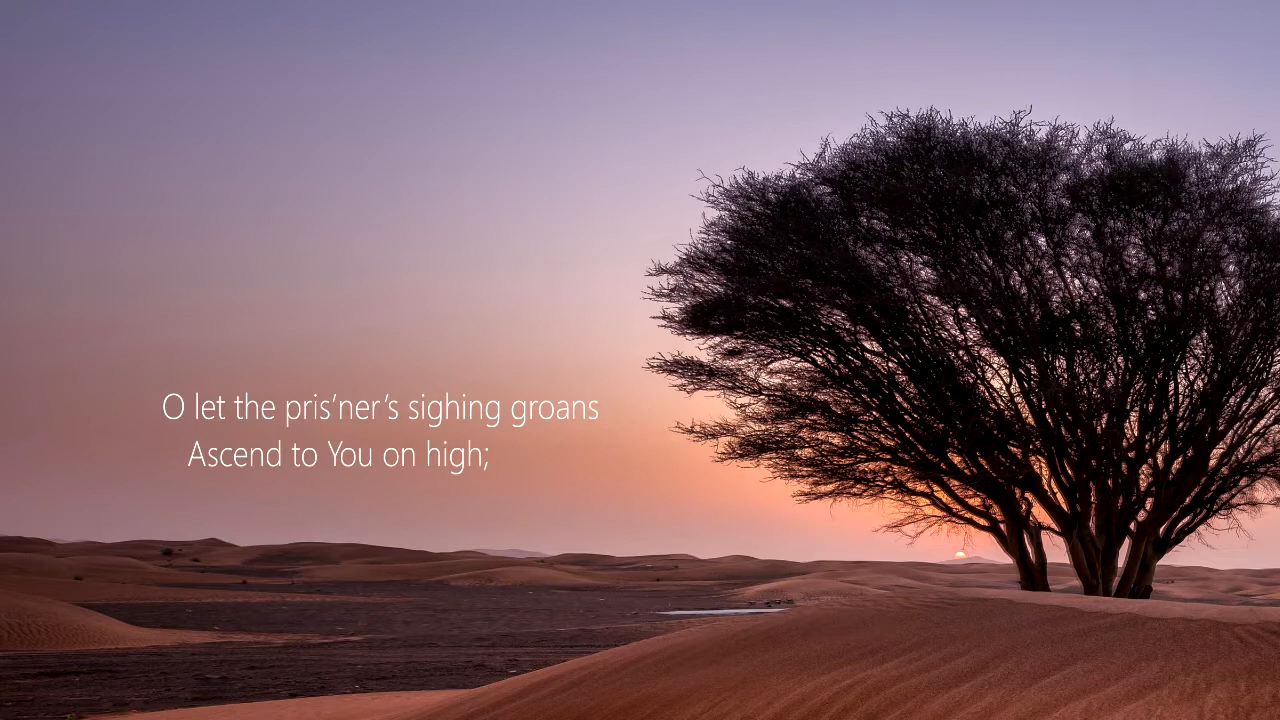 O let the pris’ner’s sighing groans
Ascend to You on high;